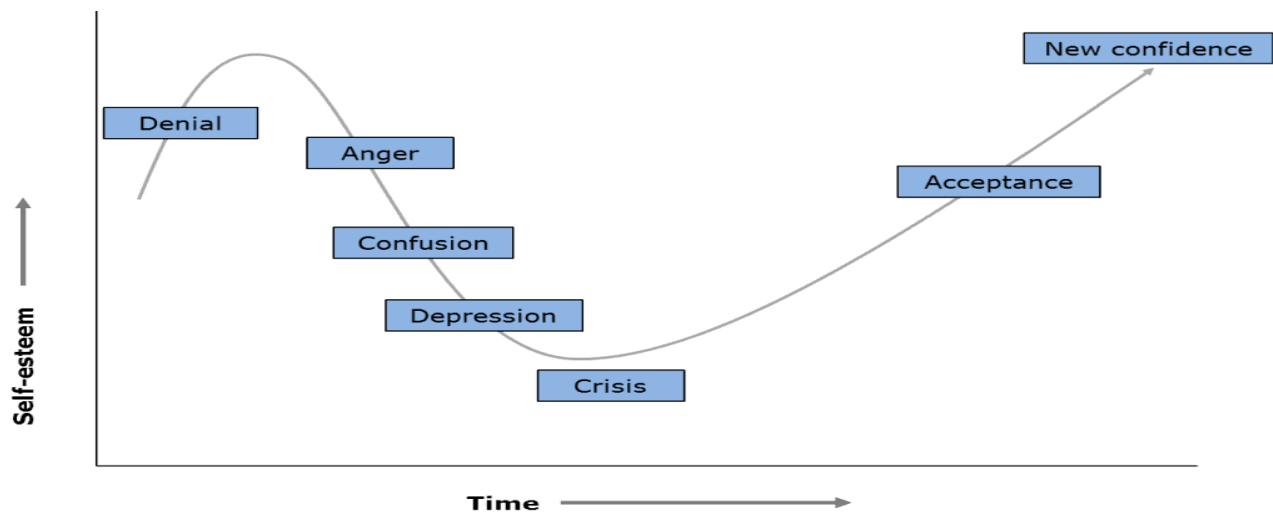 New confidence
Denial
Anger
Acceptance
Confusion
Depression
Crisis
Self-esteem
Time